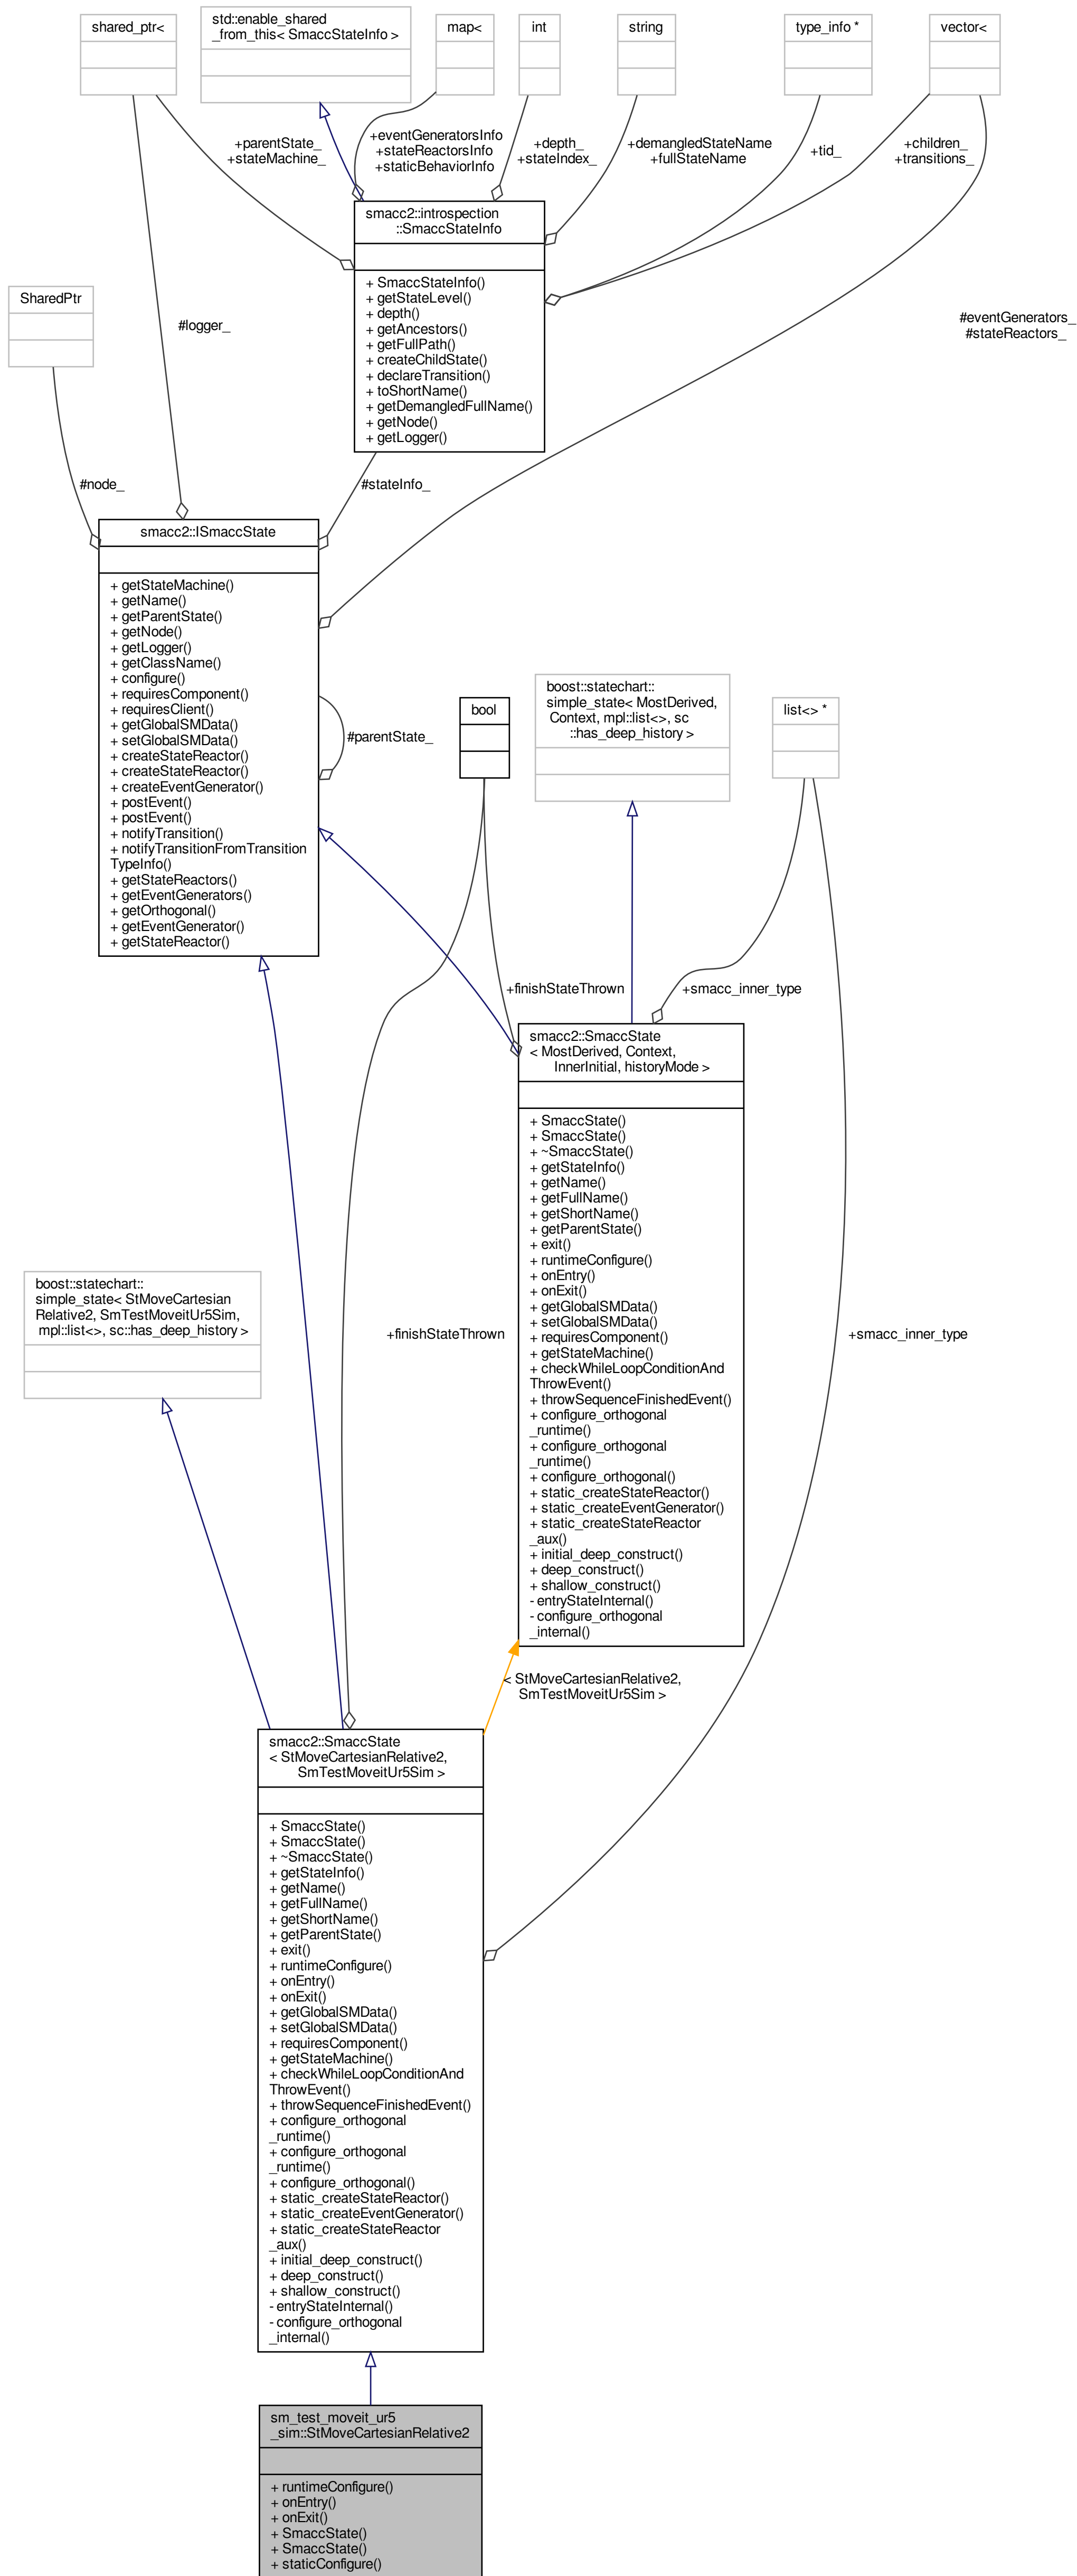 shared_ptr<
std::enable_shared
_from_this< SmaccStateInfo >
map<
int
string
type_info *
vector<
+parentState_
+stateMachine_
+eventGeneratorsInfo
+stateReactorsInfo
+staticBehaviorInfo
+depth_
+stateIndex_
+demangledStateName
+fullStateName
+tid_
+children_
+transitions_
smacc2::introspection
::SmaccStateInfo
+ SmaccStateInfo()
+ getStateLevel()
+ depth()
+ getAncestors()
+ getFullPath()
+ createChildState()
+ declareTransition()
+ toShortName()
+ getDemangledFullName()
+ getNode()
+ getLogger()
SharedPtr
#logger_
#eventGenerators_
#stateReactors_
#node_
#stateInfo_
smacc2::ISmaccState
+ getStateMachine()
+ getName()
+ getParentState()
+ getNode()
+ getLogger()
+ getClassName()
+ configure()
+ requiresComponent()
+ requiresClient()
+ getGlobalSMData()
+ setGlobalSMData()
+ createStateReactor()
+ createStateReactor()
+ createEventGenerator()
+ postEvent()
+ postEvent()
+ notifyTransition()
+ notifyTransitionFromTransition
TypeInfo()
+ getStateReactors()
+ getEventGenerators()
+ getOrthogonal()
+ getEventGenerator()
+ getStateReactor()
#parentState_
bool
boost::statechart::
simple_state< MostDerived,
Context, mpl::list<>, sc
::has_deep_history >
list<> *
+finishStateThrown
+smacc_inner_type
smacc2::SmaccState
< MostDerived, Context,
InnerInitial, historyMode >
+ SmaccState()
+ SmaccState()
+ ~SmaccState()
+ getStateInfo()
+ getName()
+ getFullName()
+ getShortName()
+ getParentState()
+ exit()
+ runtimeConfigure()
+ onEntry()
+ onExit()
+ getGlobalSMData()
+ setGlobalSMData()
+ requiresComponent()
+ getStateMachine()
+ checkWhileLoopConditionAnd
ThrowEvent()
+ throwSequenceFinishedEvent()
+ configure_orthogonal
_runtime()
+ configure_orthogonal
_runtime()
+ configure_orthogonal()
+ static_createStateReactor()
+ static_createEventGenerator()
+ static_createStateReactor
_aux()
+ initial_deep_construct()
+ deep_construct()
+ shallow_construct()
- entryStateInternal()
- configure_orthogonal
_internal()
boost::statechart::
simple_state< StMoveCartesian
Relative2, SmTestMoveitUr5Sim,
mpl::list<>, sc::has_deep_history >
+finishStateThrown
+smacc_inner_type
< StMoveCartesianRelative2,
SmTestMoveitUr5Sim >
smacc2::SmaccState
< StMoveCartesianRelative2,
SmTestMoveitUr5Sim >
+ SmaccState()
+ SmaccState()
+ ~SmaccState()
+ getStateInfo()
+ getName()
+ getFullName()
+ getShortName()
+ getParentState()
+ exit()
+ runtimeConfigure()
+ onEntry()
+ onExit()
+ getGlobalSMData()
+ setGlobalSMData()
+ requiresComponent()
+ getStateMachine()
+ checkWhileLoopConditionAnd
ThrowEvent()
+ throwSequenceFinishedEvent()
+ configure_orthogonal
_runtime()
+ configure_orthogonal
_runtime()
+ configure_orthogonal()
+ static_createStateReactor()
+ static_createEventGenerator()
+ static_createStateReactor
_aux()
+ initial_deep_construct()
+ deep_construct()
+ shallow_construct()
- entryStateInternal()
- configure_orthogonal
_internal()
sm_test_moveit_ur5
_sim::StMoveCartesianRelative2
+ runtimeConfigure()
+ onEntry()
+ onExit()
+ SmaccState()
+ SmaccState()
+ staticConfigure()